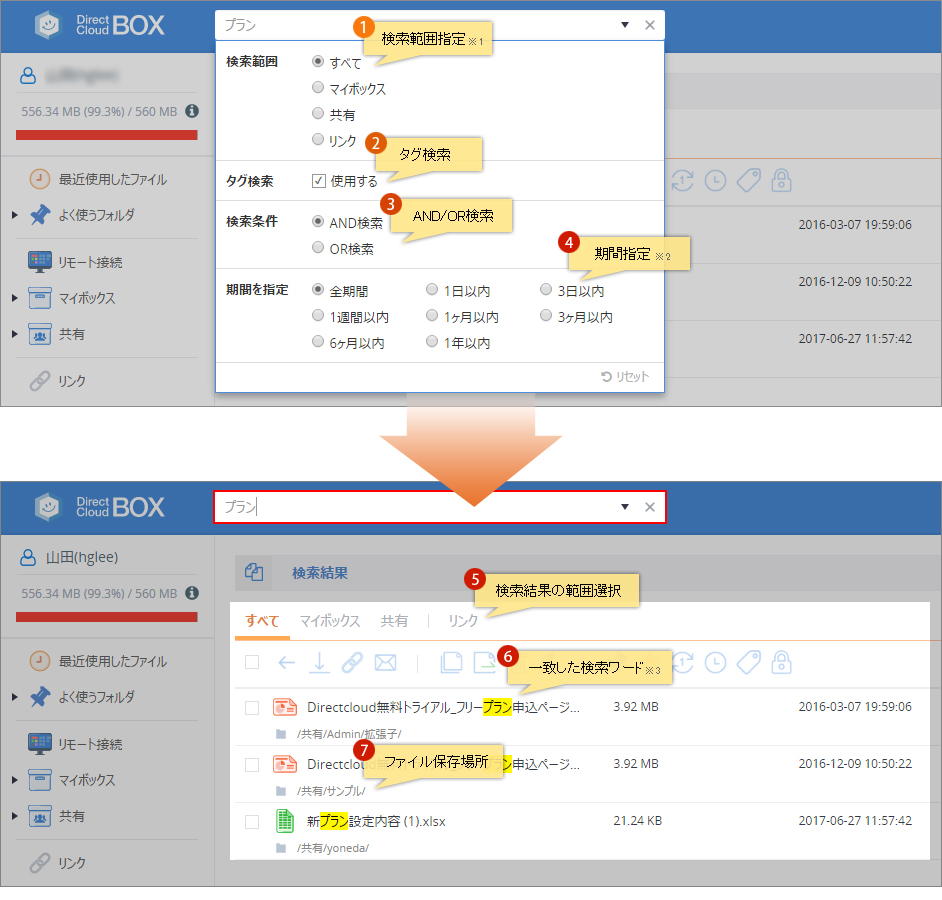 Direct Cloud BOX
プラン
1 検索範囲指定 ※1
検索範囲
すべて
マイボックス
共有
リンク
2 タグ検索
タグ検索
使用する
3 AND/OR検索
検索条件
AND検索
OR検索
4 期間指定 ※2
期間を指定
全期間 1日以内 3日以内
1週間以内 1ヶ月以内 3ヶ月以内
6ヶ月以内 1年以内
リセット
556.34 MB (99.3%) / 560 MB
最近使用したファイル
よく使うフォルダ
リモート接続
マイボックス
共有
リンク
2016-03-07 19:59:06
2016-12-09 10:50:22
2017-06-27 11:57:42
Direct Cloud BOX
プラン
山田(hglee)
556.34 MB (99.3%) / 560 MB
最近使用したファイル
よく使うフォルダ
リモート接続
マイボックス
共有
リンク
検索結果
5 検索結果の範囲選択
すべて マイボックス 共有 リンク
6 一致した検索ワード※3
Directcloud無料トライアル_フリープラン申込ページ... 3.92 MB 2016-03-07 19:59:06
/共有/Admin/拡張子/
7 ファイル保存場所
Directcloud ン申込ページ... 3.92 MB 2016-12-09 10:50:22
/共有/サンプル/
新プラン設定内容 (1).xlsx 21.24 KB 2017-06-27 11:57:42
/共有/yoneda/